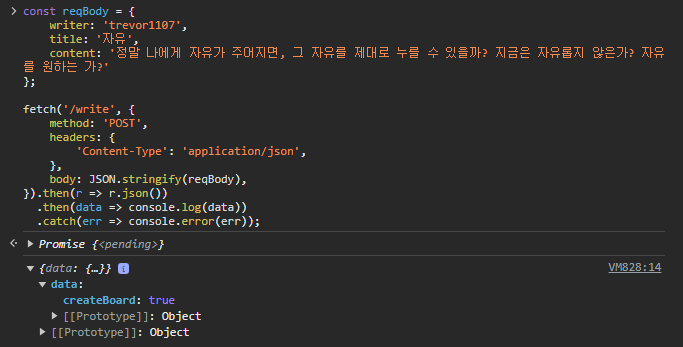 const reqBody = {
    writer: 'trevor1107',
    title: '자유',
    content: '정말 나에게 자유가 주어지면, 그 자유를 제대로 누를 수 있을까? 지금은 자유롭지 않은가? 자유
를 원하는 가?'
};

fetch('/write', {
    method: 'POST',
    headers: {
        'Content-Type': 'application/json',
    },
    body: JSON.stringify(reqBody),
}).then(r => r.json())
  .then(data => console.log(data))
  .catch(err => console.error(err));
Promise {<pending>}
{data: {…}} i VM828:14
data:
createBoard: true
[[Prototype]]: Object
[[Prototype]]: Object